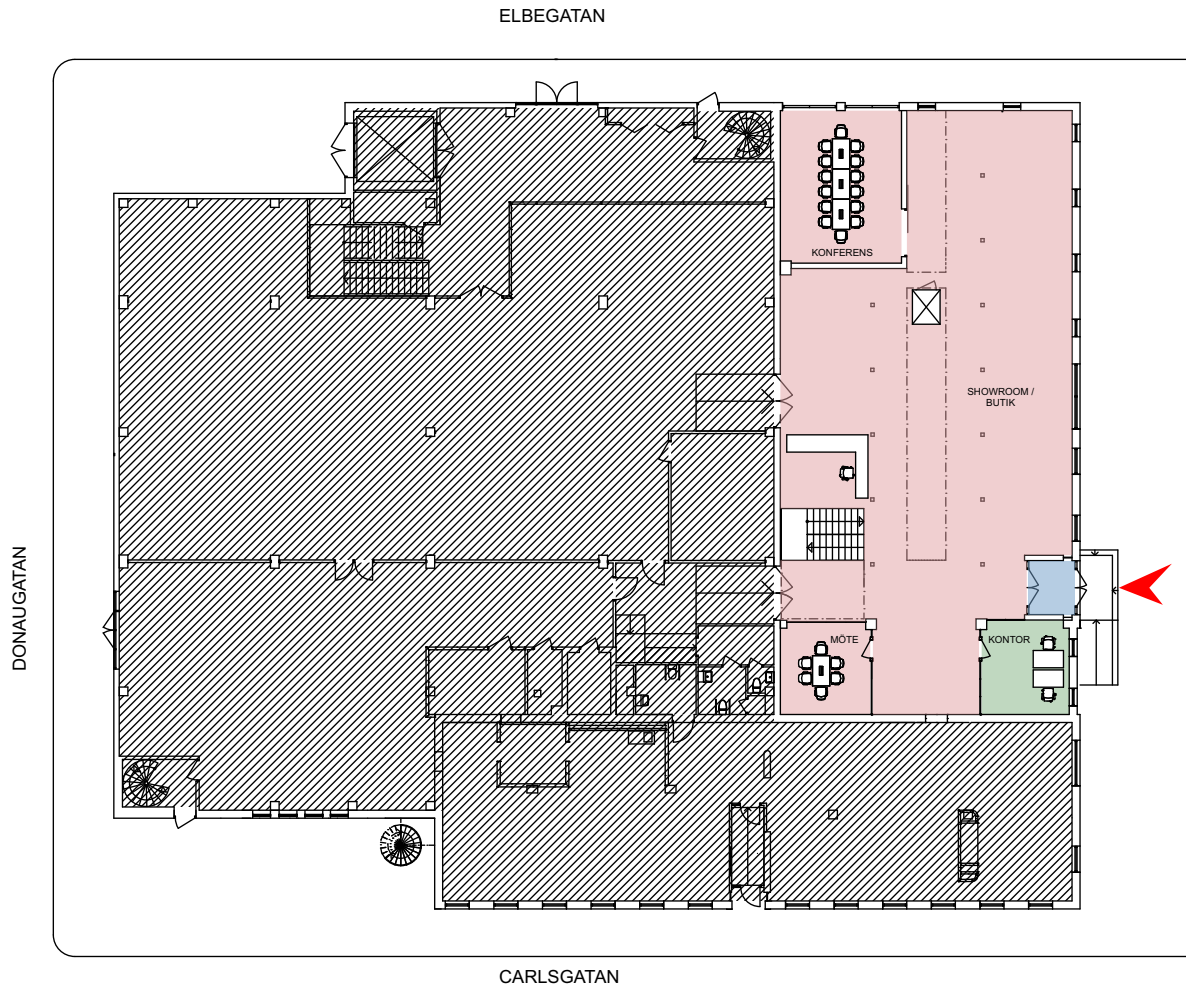 ELBEGATAN
KONFERENS
SHOWROOM /
BUTIK
DONAUGATAN
MÖTE
KONTOR
CARLSGATAN